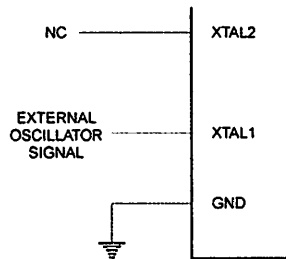 NC
XTAL2
EXTERNAL
OSCILLATOR
SIGNAL
XTAL1
GND